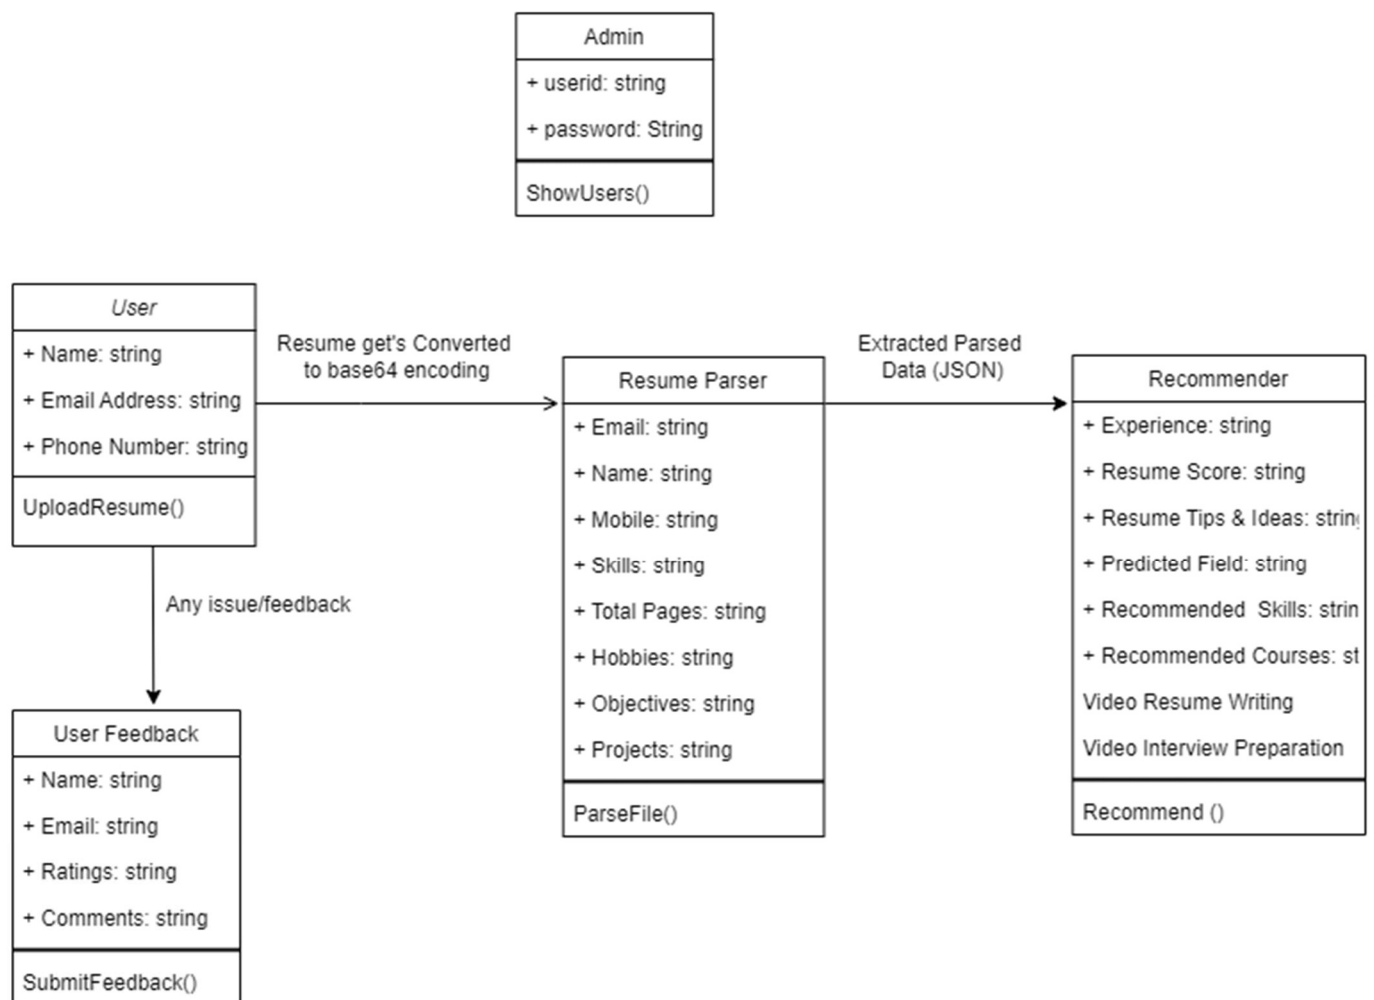 Admin
+ userid: string
+ password: String
ShowUsers()
User
+ Name: string
+ Email Address: string
+ Phone Number: string
UploadResume()
Resume get's Converted
to base64 encoding
Resume Parser
+ Email: string
+ Name: string
+ Mobile: string
+ Skills: string
+ Total Pages: string
+ Hobbies: string
+ Objectives: string
+ Projects: string
ParseFile()
Extracted Parsed
Data (JSON)
Recommender
+ Experience: string
+ Resume Score: string
+ Resume Tips & Ideas: strin
+ Predicted Field: string
+ Recommended  Skills: strin
+ Recommended Courses: st
Video Resume Writing
Video Interview Preparation
Recommend ()
Any issue/feedback
User Feedback
+ Name: string
+ Email: string
+ Ratings: string
+ Comments: string
SubmitFeedback()